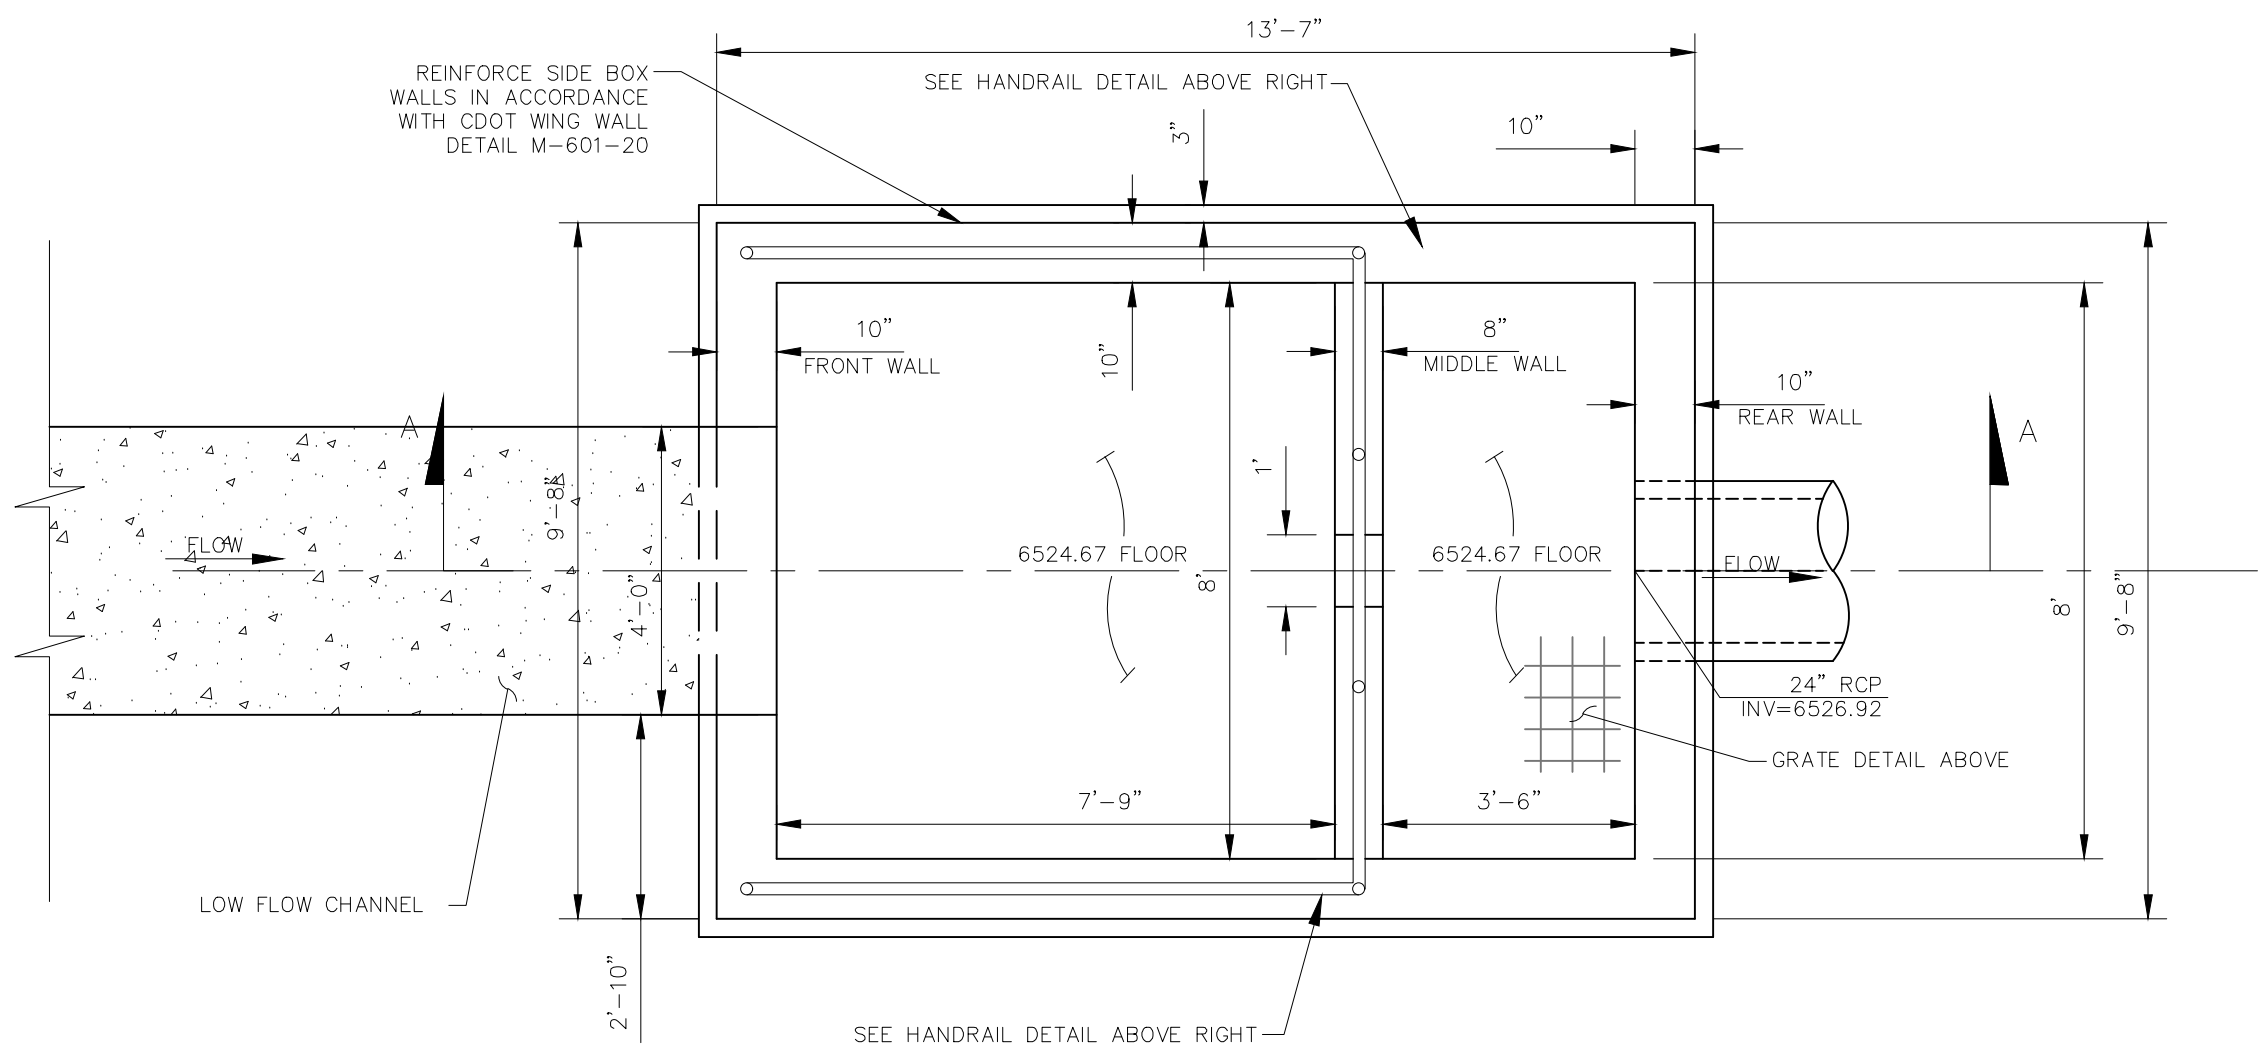 13'-7"
REINFORCE SIDE BOX
WALLS IN ACCORDANCE
WITH CDOT WING WALL
DETAIL M-601-20
SEE HANDRAIL DETAIL ABOVE RIGHT
3"
10"
10"
FRONT WALL
10"
8"
MIDDLE WALL
10"
REAR WALL
A
A
9'-8"
1'
FLOW
6524.67 FLOOR
6524.67 FLOOR
FLOW
4'-0"
8'
8'
9'-8"
24" RCP
INV=6526.92
GRATE DETAIL ABOVE
7'-9"
3'-6"
LOW FLOW CHANNEL
2'-10"
SEE HANDRAIL DETAIL ABOVE RIGHT